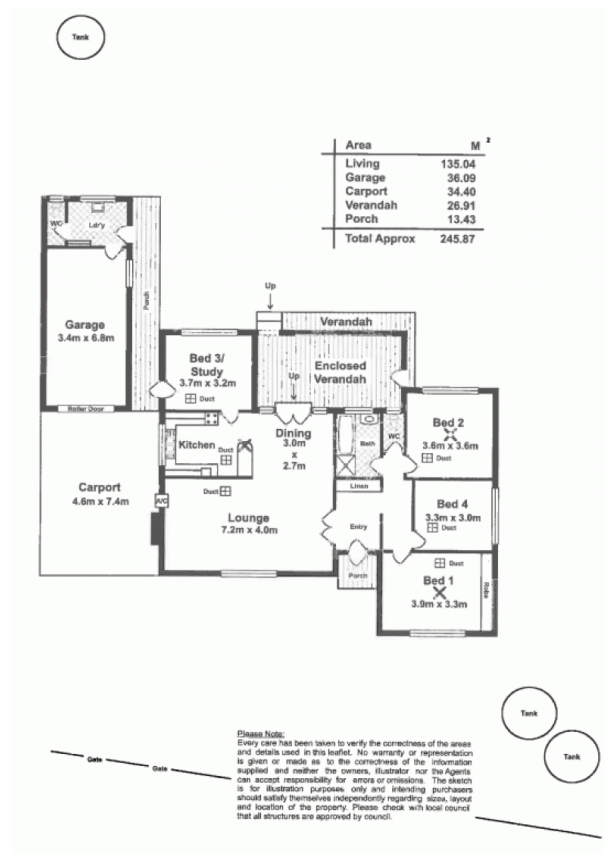 Tank
Area M 2
Living 135.04
Garage 36.09
Carport 34.40
Verandah 26.91
Porch 13.43
Total Approx 245.87
WC
Ldr'y
Porch
Garage
3.4m x 6.8m
Roller Door
Up
Verandah
Enclosed
Verandah
Up
Bed 3/
Study
3.7m x 3.2m
Duct
Kitchen
Duct
Dining
3.0m
x
2.7m
Bath
WC
Bed 2
3.6m x 3.6m
Duct
Carport
4.6m x 7.4m
A/C
Duct
Lounge
7.2m x 4.0m
Linen
Entry
Porch
Bed 4
3.3m x 3.0m
Duct
Duct
Bed 1
3.9m x 3.3m
Robe
Tank
Tank
Gate
Gate
Please Note:
Every care has been taken to verify the correctness of the areas
and details used in this leaflet. No warranty or representation
is given or made as to the correctness of the information
supplied and neither the owners, illustrator nor the Agents
can accept responsibility for errors or omissions. The sketch
is for illustration purposes only and intending purchasers
should satisfy themselves independently regarding sizes, layout
and location of the property. Please check with local council
that all structures are approved by council.